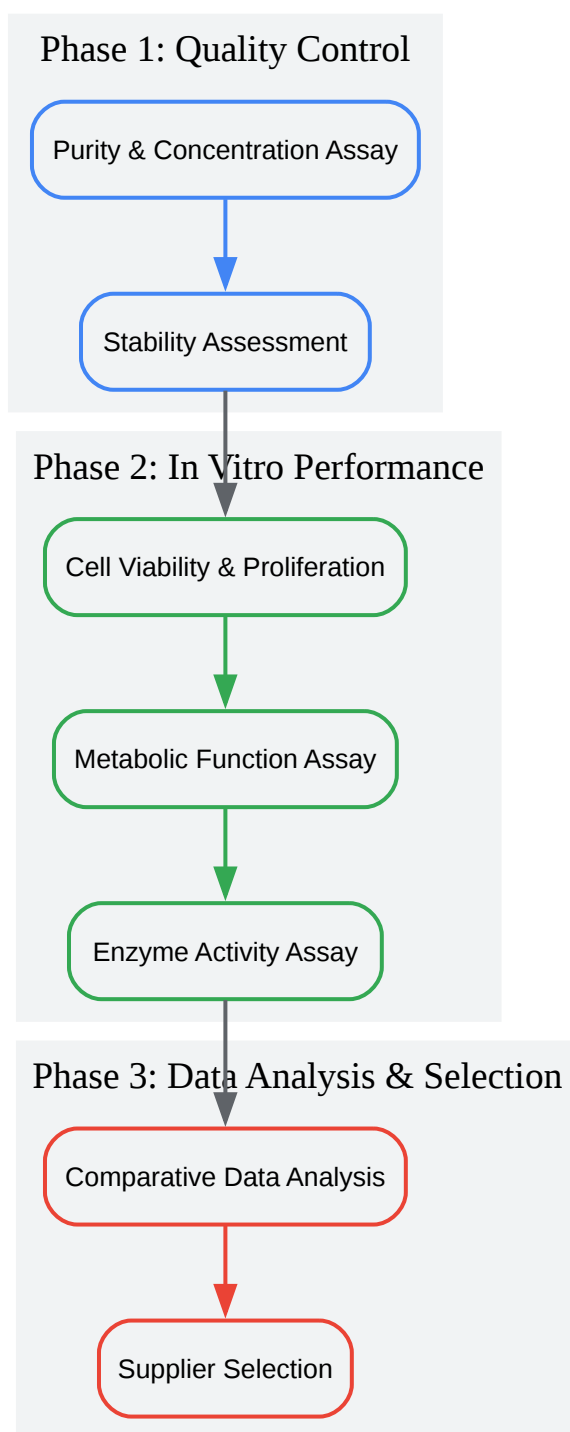 Phase 1: Quality Control
Purity & Concentration Assay
Stability Assessment
Phase 2: In Vitro Performance
Cell Viability & Proliferation
Metabolic Function Assay
Enzyme Activity Assay
Phase 3: Data Analysis & Selection
Comparative Data Analysis
Supplier Selection